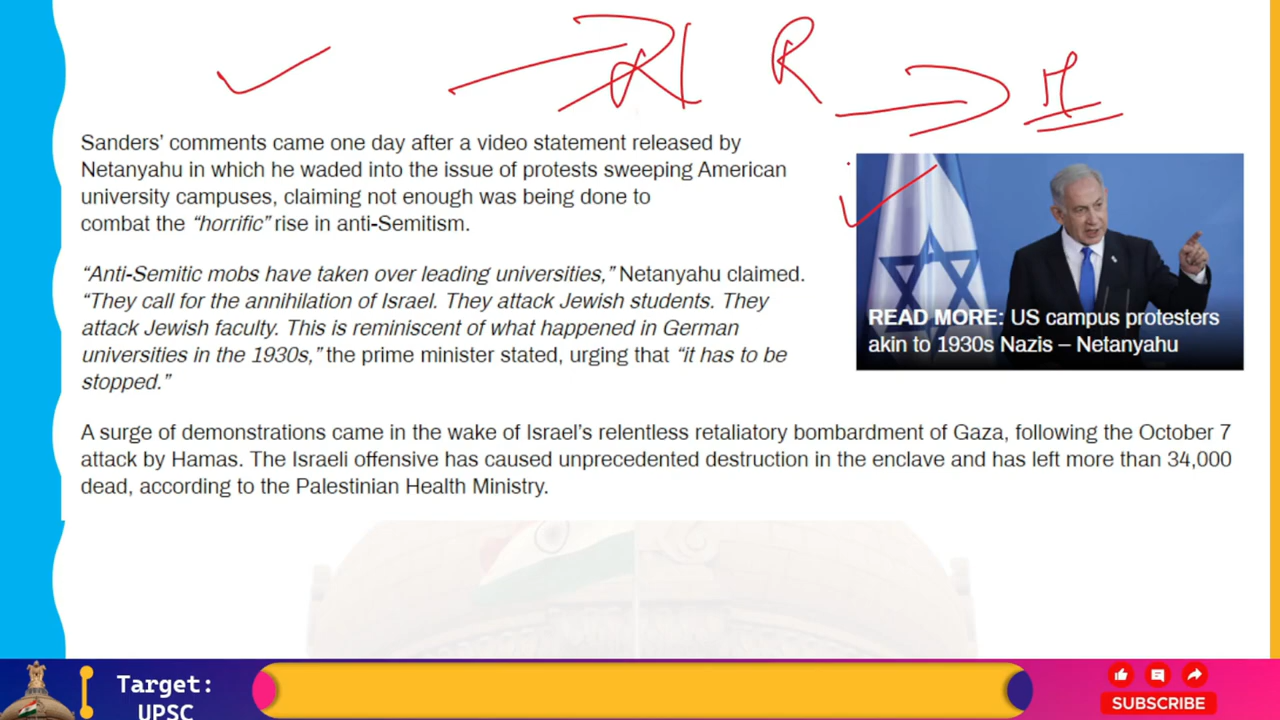 R
Sanders' comments came one day after a video statement released by
Netanyahu in which he waded into the issue of protests sweeping American
university campuses, claiming not enough was being done to
combat the "horrific" rise in anti-Semitism.
"Anti-Semitic mobs have taken over leading universities," Netanyahu claimed.
"They call for the annihilation of Israel. They attack Jewish students. They
attack Jewish faculty. This is reminiscent of what happened in German
universities in the 1930s," the prime minister stated, urging that "it has to be
stopped."
READ MORE: US campus protesters
akin to 1930s Nazis – Netanyahu
A surge of demonstrations came in the wake of Israel's relentless retaliatory bombardment of Gaza, following the October 7
attack by Hamas. The Israeli offensive has caused unprecedented destruction in the enclave and has left more than 34,000
dead, according to the Palestinian Health Ministry.
Target:
UPSC
SUBSCRIBE